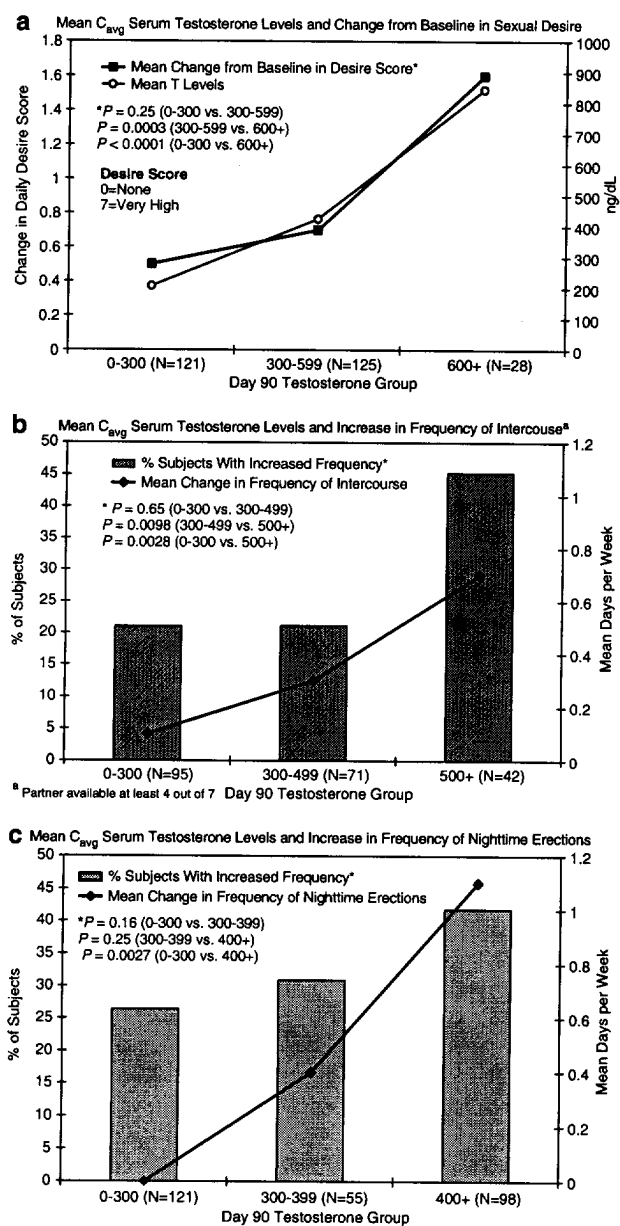 a Mean Cavg Serum Testosterone Levels and Change from Baseline in Sexual Desire
Mean Change from Baseline in Desire Score*
Mean T Levels
*P = 0.25 (0-300 vs. 300-599)
P = 0.0003 (300-599 vs. 600+)
P < 0.0001 (0-300 vs. 600+)
Desire Score
0=None
7=Very High
Change in Daily Desire Score
1.8
1.6
1.4
1.2
1
0.8
0.6
0.4
0.2
0
1000
900
800
700
600
500
400
300
200
100
0
ng/dL
0-300 (N=121) 300-599 (N=125) 600+ (N=28)
Day 90 Testosterone Group
b Mean Cavg Serum Testosterone Levels and Increase in Frequency of Intercouseª
% Subjects With Increased Frequency*
Mean Change in Frequency of Intercourse
* P = 0.65 (0-300 vs. 300-499)
P = 0.0098 (300-499 vs. 500+)
P = 0.0028 (0-300 vs. 500+)
% of Subjects
50
45
40
35
30
25
20
15
10
5
0
1.2
1
0.8
0.6
0.4
0.2
0
Mean Days per Week
0-300 (N=95) 300-499 (N=71) 500+ (N=42)
ª Partner available at least 4 out of 7 Day 90 Testosterone Group
c Mean Cavg Serum Testosterone Levels and Increase in Frequency of Nighttime Erections
% Subjects With Increased Frequency*
Mean Change in Frequency of Nighttime Erections
*P = 0.16 (0-300 vs. 300-399)
P = 0.25 (300-399 vs. 400+)
P = 0.0027 (0-300 vs. 400+)
% of Subjects
50
45
40
35
30
25
20
15
10
5
0
1.2
1
0.8
0.6
0.4
0.2
0
Mean Days per Week
0-300 (N=121) 300-399 (N=55) 400+ (N=98)
Day 90 Testosterone Group